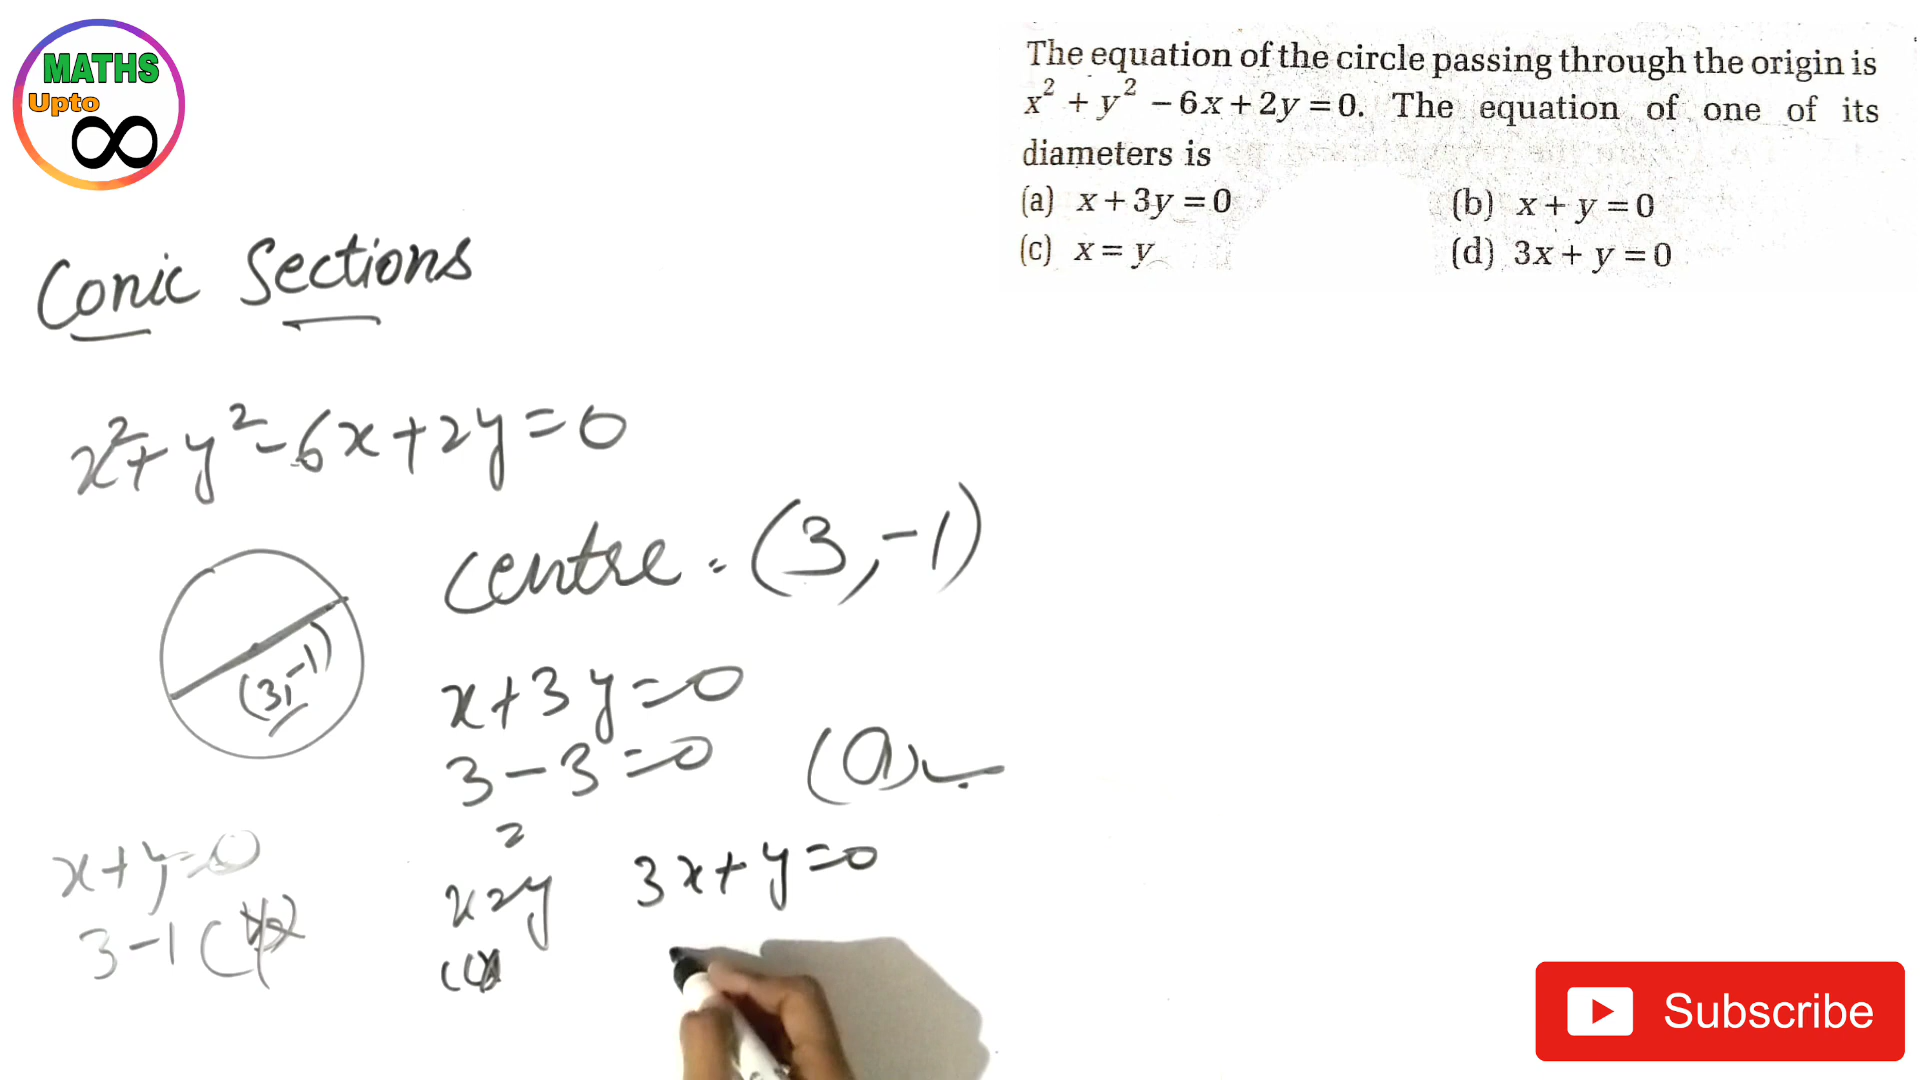 MATHS
Upto
∞
The equation of the circle passing through the origin is
x² + y² − 6x + 2y = 0. The equation of one of its
diameters is
(a) x + 3y = 0 (b) x + y = 0
(c) x = y (d) 3x + y = 0
Conic Sections
x²+y²-6x+2y=0
centre = (3,-1)
(3,-1)
x+3y=0
3-3=0 (a)
x+y=0
3-1
x=y 3x+y=0
Subscribe